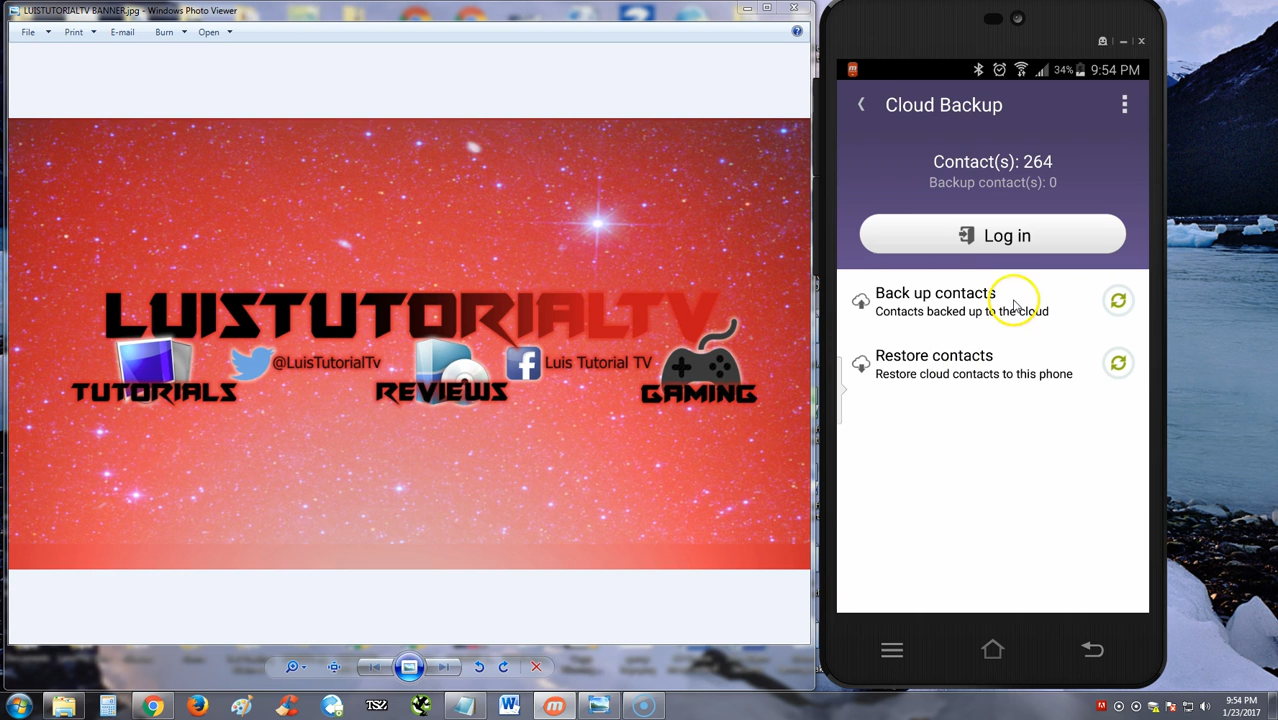 LUISTUTORIALTV BANNER.jpg - Windows Photo Viewer
File Print E-mail Burn Open
LUISTUTORIALTV
@LuisTutorialTv
Luis Tutorial TV
TUTORIALS
REVIEWS
GAMING
34% 9:54 PM
Cloud Backup
Contact(s): 264
Backup contact(s): 0
Log in
Back up contacts
Contacts backed up to the cloud
Restore contacts
Restore cloud contacts to this phone
TSZ
9:54 PM
1/23/2017